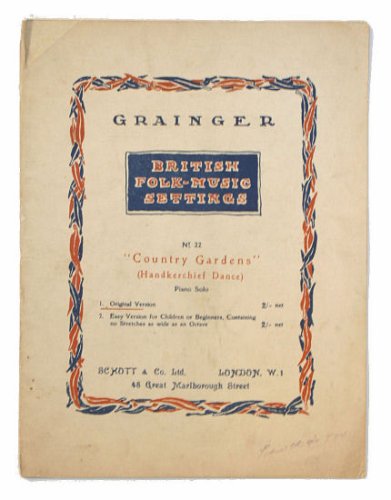 GRAINGER
BRITISH
FOLK-MUSIC
SETTINGS
Nº 22
"Country Gardens"
(Handkerchief Dance)
Piano Solo
1. Original Version 2/- net
2. Easy Version for Children or Beginners, Containing
no Stretches as wide as an Octave 2/- net
SCHOTT & Co. Ltd. LONDON, W.1
48 Great Marlborough Street